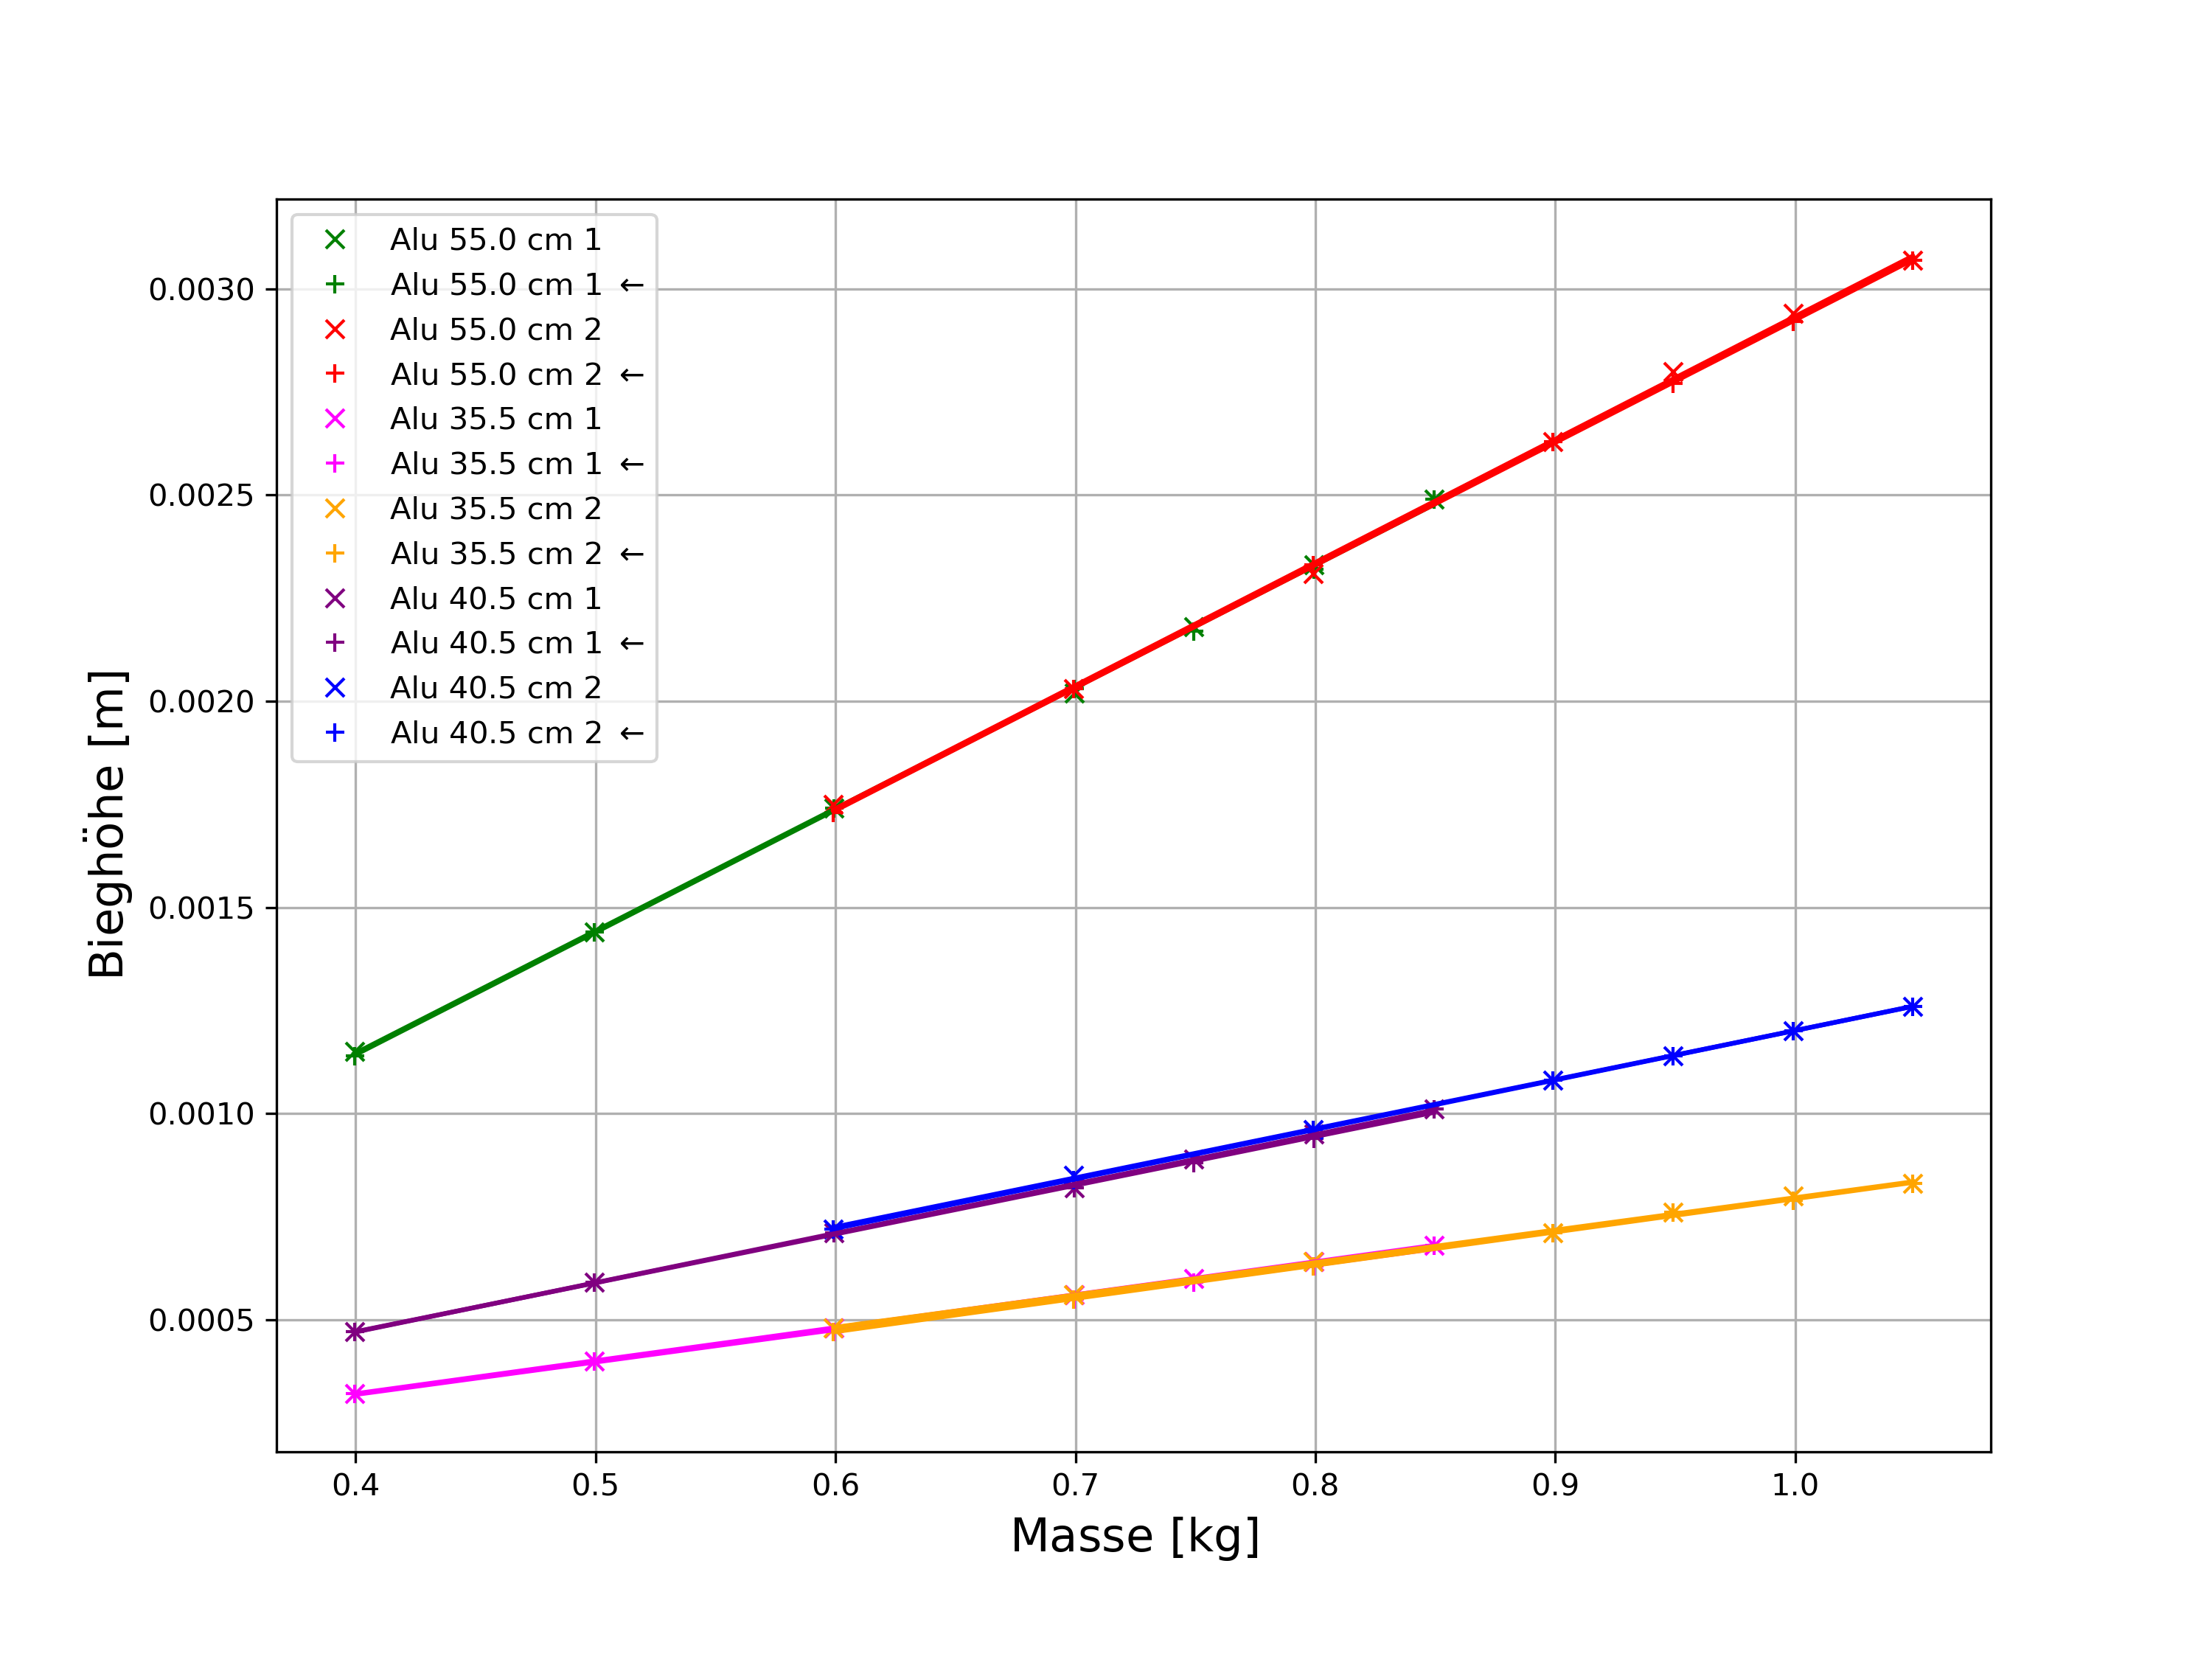 Alu 55.0 cm 1
Alu 55.0 cm 1 ←
Alu 55.0 cm 2
Alu 55.0 cm 2 ←
Alu 35.5 cm 1
Alu 35.5 cm 1 ←
Alu 35.5 cm 2
Alu 35.5 cm 2 ←
Alu 40.5 cm 1
Alu 40.5 cm 1 ←
Alu 40.5 cm 2
Alu 40.5 cm 2 ←
0.0030
0.0025
0.0020
0.0015
0.0010
0.0005
Bieghöhe [m]
0.4 0.5 0.6 0.7 0.8 0.9 1.0
Masse [kg]